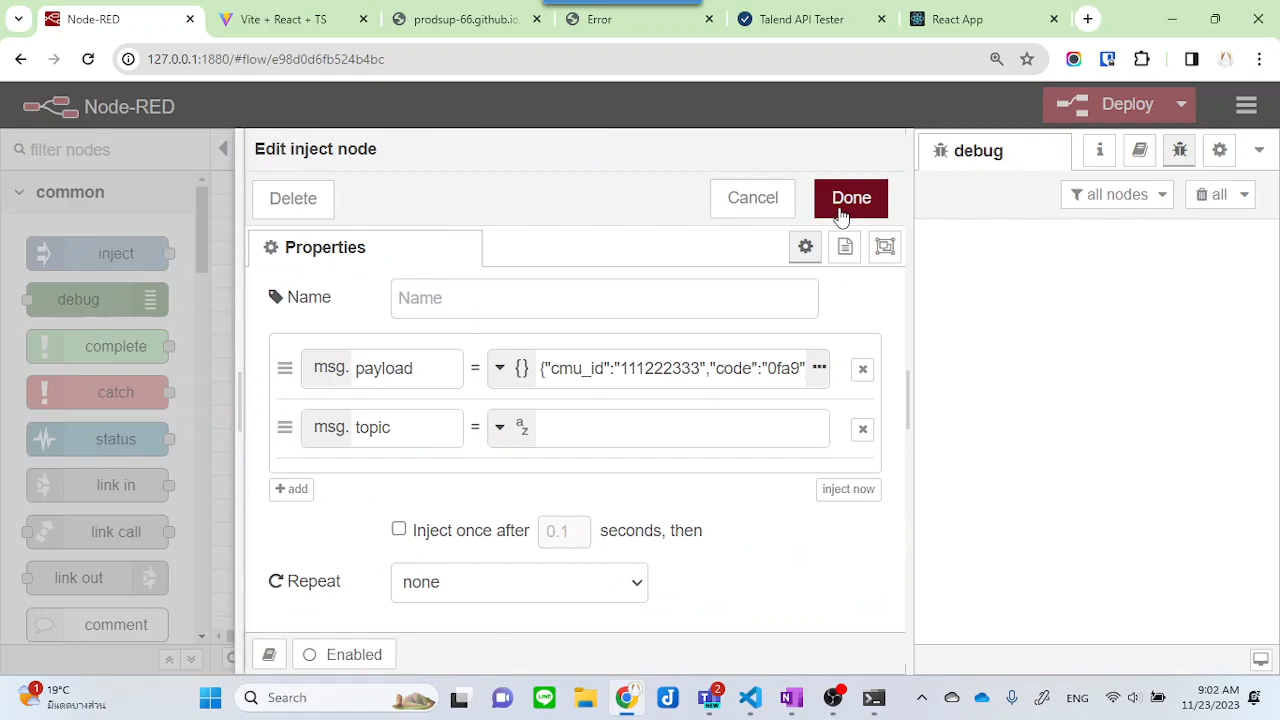 Node-RED
Vite + React + TS
prodsup-66.github.io.
Error
Talend API Tester
React App
127.0.0.1:1880/#flow/e98d0d6fb524b4bc
Node-RED
Deploy
filter nodes
Edit inject node
debug
i
common
Delete
Cancel
Done
all nodes
all
inject
Properties
debug
Name
Name
complete
msg. payload = {} {"cmu_id":"111222333","code":"0fa9" •••
catch
msg. topic = az
status
link in
+ add
inject now
link call
Inject once after 0.1 seconds, then
link out
Repeat
none
comment
Enabled
1
19°C
Search
2
NEW
ENG
9:02 AM
11/23/2023